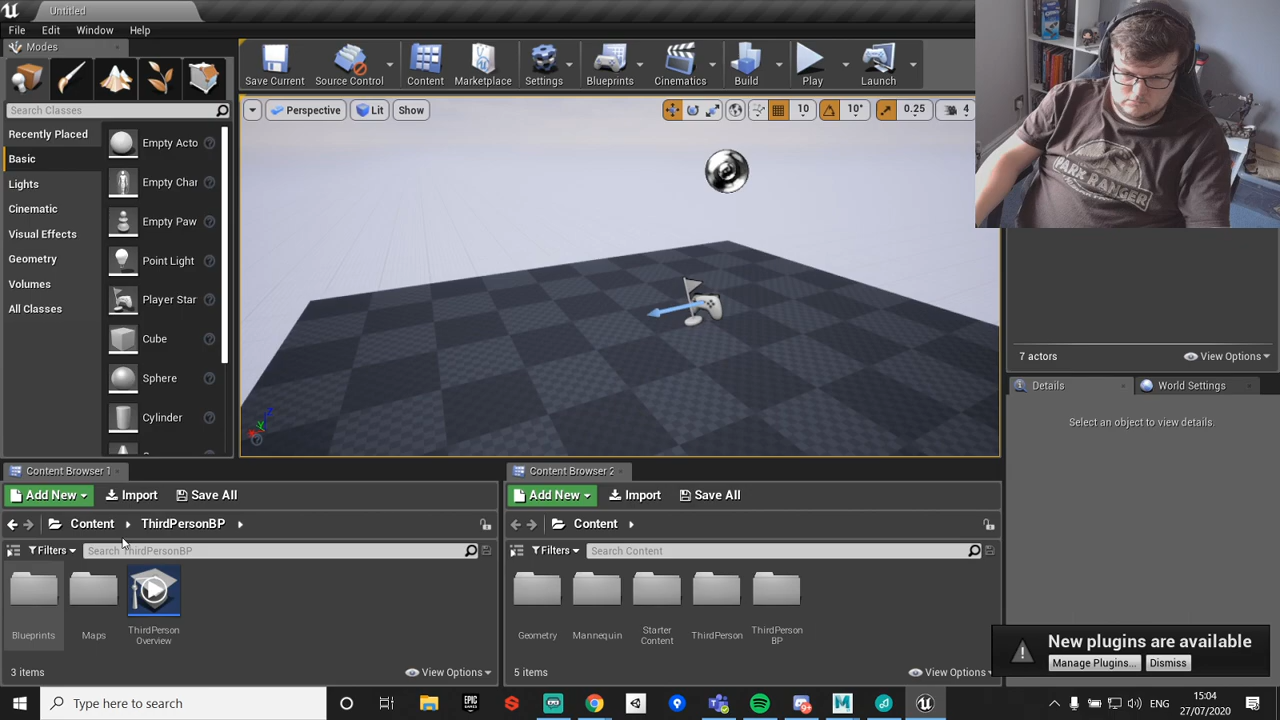 Untitled
File Edit Window Help
Modes
Search Classes
Recently Placed
Basic
Lights
Cinematic
Visual Effects
Geometry
Volumes
All Classes
Empty Acto
Empty Char
Empty Paw
Point Light
Player Star
Cube
Sphere
Cylinder
Save Current
Source Control
Content
Marketplace
Settings
Blueprints
Cinematics
Build
Play
Launch
Perspective Lit Show
10 10° 0.25 4
PARK RANGER
7 actors View Options
Details World Settings
Select an object to view details.
Content Browser 1
Add New Import Save All
Content ThirdPersonBP
Filters Search ThirdPersonBP
Blueprints
Maps
ThirdPerson
Overview
3 items View Options
Content Browser 2
Add New Import Save All
Content
Filters Search Content
Geometry
Mannequin
Starter
Content
ThirdPerson
ThirdPerson
BP
5 items View Options
New plugins are available
Manage Plugins... Dismiss
Type here to search
ENG
15:04
27/07/2020